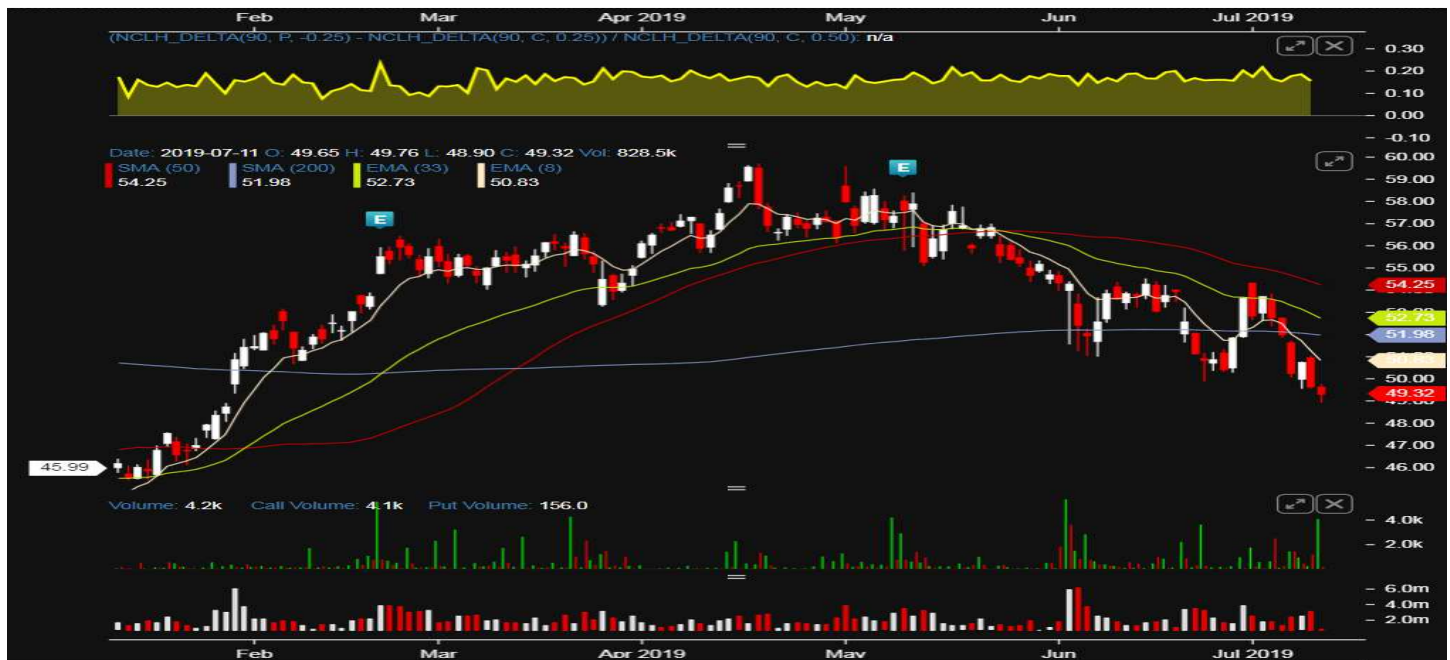 Feb Mar Apr 2019 May Jun Jul 2019
(NCLH_DELTA(90, P, -0.25) - NCLH_DELTA(90, C, 0.25)) / NCLH_DELTA(90, C, 0.50): n/a
0.30
0.20
0.10
0.00
-0.10
Date: 2019-07-11 O: 49.65 H: 49.76 L: 48.90 C: 49.32 Vol: 828.5k
SMA (50) SMA (200) EMA (33) EMA (8)
54.25 51.98 52.73 50.83
E
E
60.00
59.00
58.00
57.00
56.00
55.00
54.25
52.73
51.98
50.00
49.32
48.00
47.00
46.00
45.99
Volume: 4.2k Call Volume: 4.1k Put Volume: 156.0
4.0k
2.0k
6.0m
4.0m
2.0m
Feb Mar Apr 2019 May Jun Jul 2019